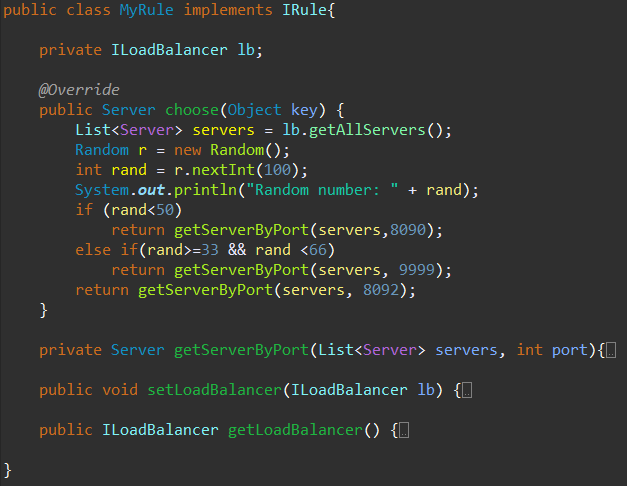 public class MyRule implements IRule{
private ILoadBalancer lb;
@Override
public Server choose(Object key) {
List<Server> servers = lb.getAllServers();
Random r = new Random();
int rand = r.nextInt(100);
System.out.println("Random number: " + rand);
if (rand<50)
return getServerByPort(servers,8090);
else if(rand>=33 && rand <66)
return getServerByPort(servers, 9999);
return getServerByPort(servers, 8092);
}
private Server getServerByPort(List<Server> servers, int port){
public void setLoadBalancer(ILoadBalancer lb) {
public ILoadBalancer getLoadBalancer() {
}